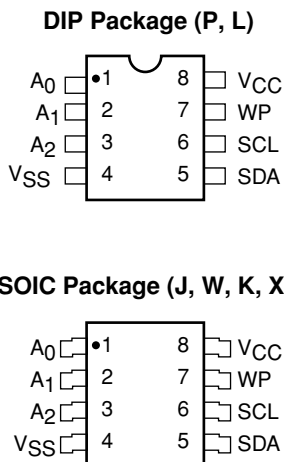 DIP Package (P, L)
A0 1 8 VCC
A1 2 7 WP
A2 3 6 SCL
VSS 4 5 SDA
SOIC Package (J, W, K, X
A0 1 8 VCC
A1 2 7 WP
A2 3 6 SCL
VSS 4 5 SDA